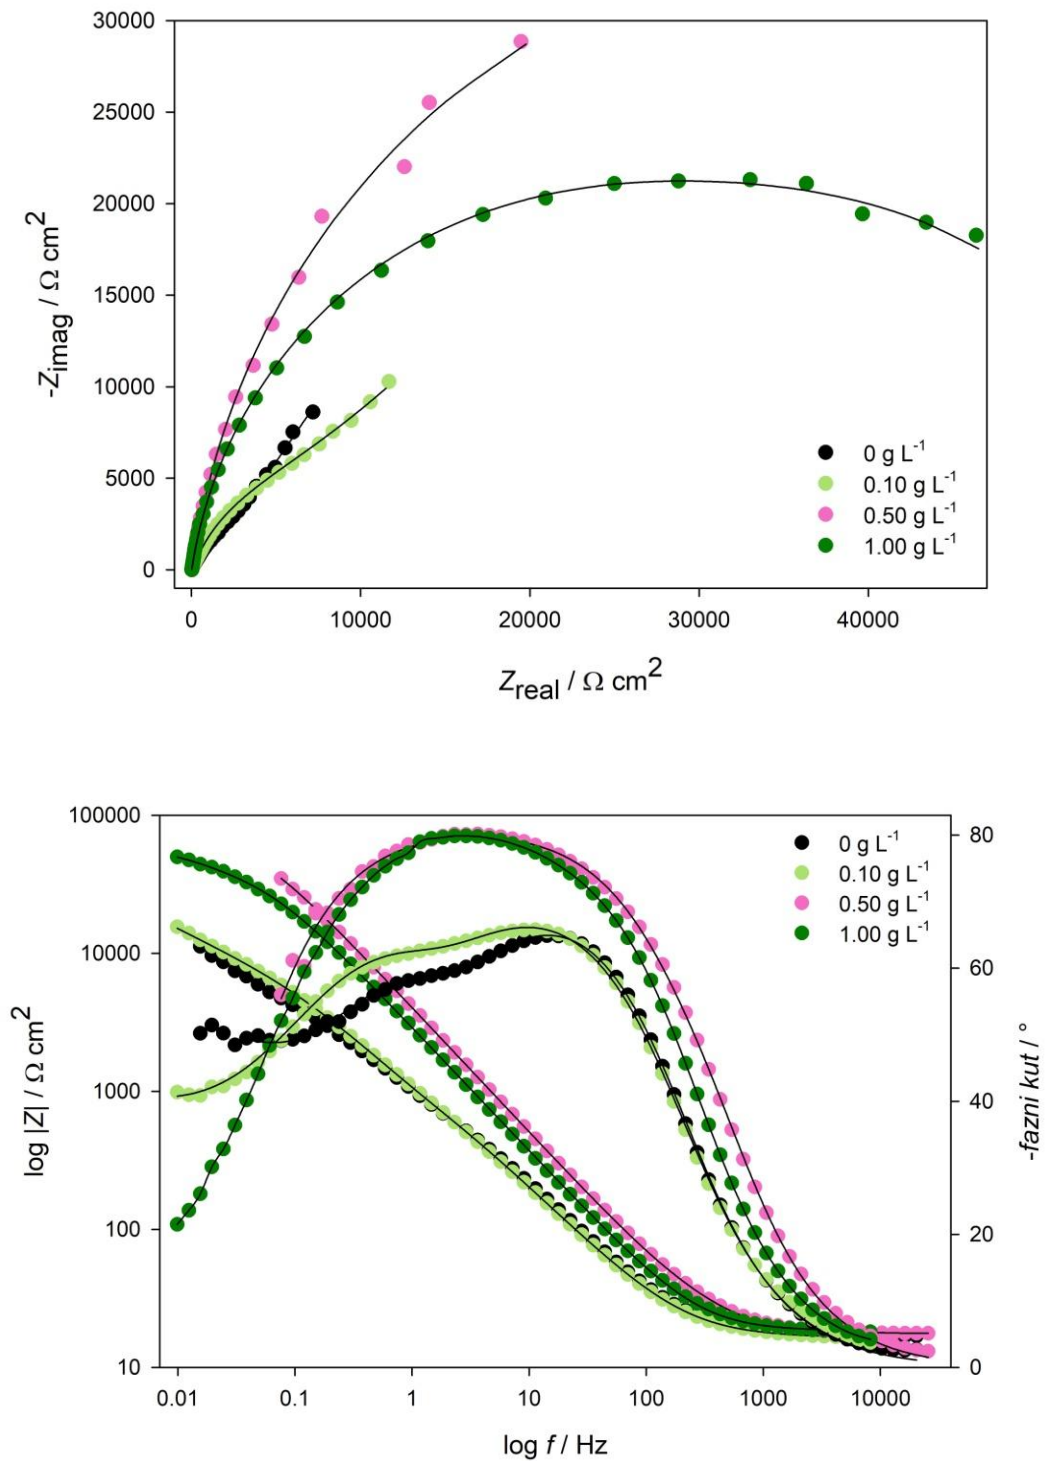 30000
25000
20000
15000
10000
5000
0
-Zimag / Ω cm2
0 g L-1
0.10 g L-1
0.50 g L-1
1.00 g L-1
0 10000 20000 30000 40000
Zreal / Ω cm2
100000
10000
1000
100
10
log |Z| / Ω cm2
0 g L-1
0.10 g L-1
0.50 g L-1
1.00 g L-1
80
60
40
20
0
-fazni kut / °
0.01 0.1 1 10 100 1000 10000
log f / Hz